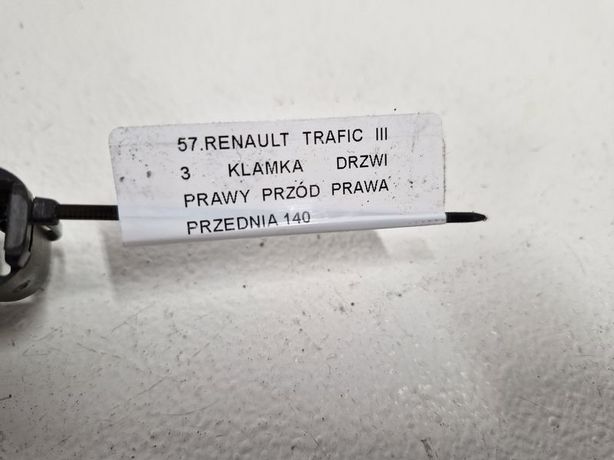 57.RENAULT TRAFIC III
3 KLAMKA DRZWI
PRAWY PRZÓD PRAWA
PRZEDNIA 140